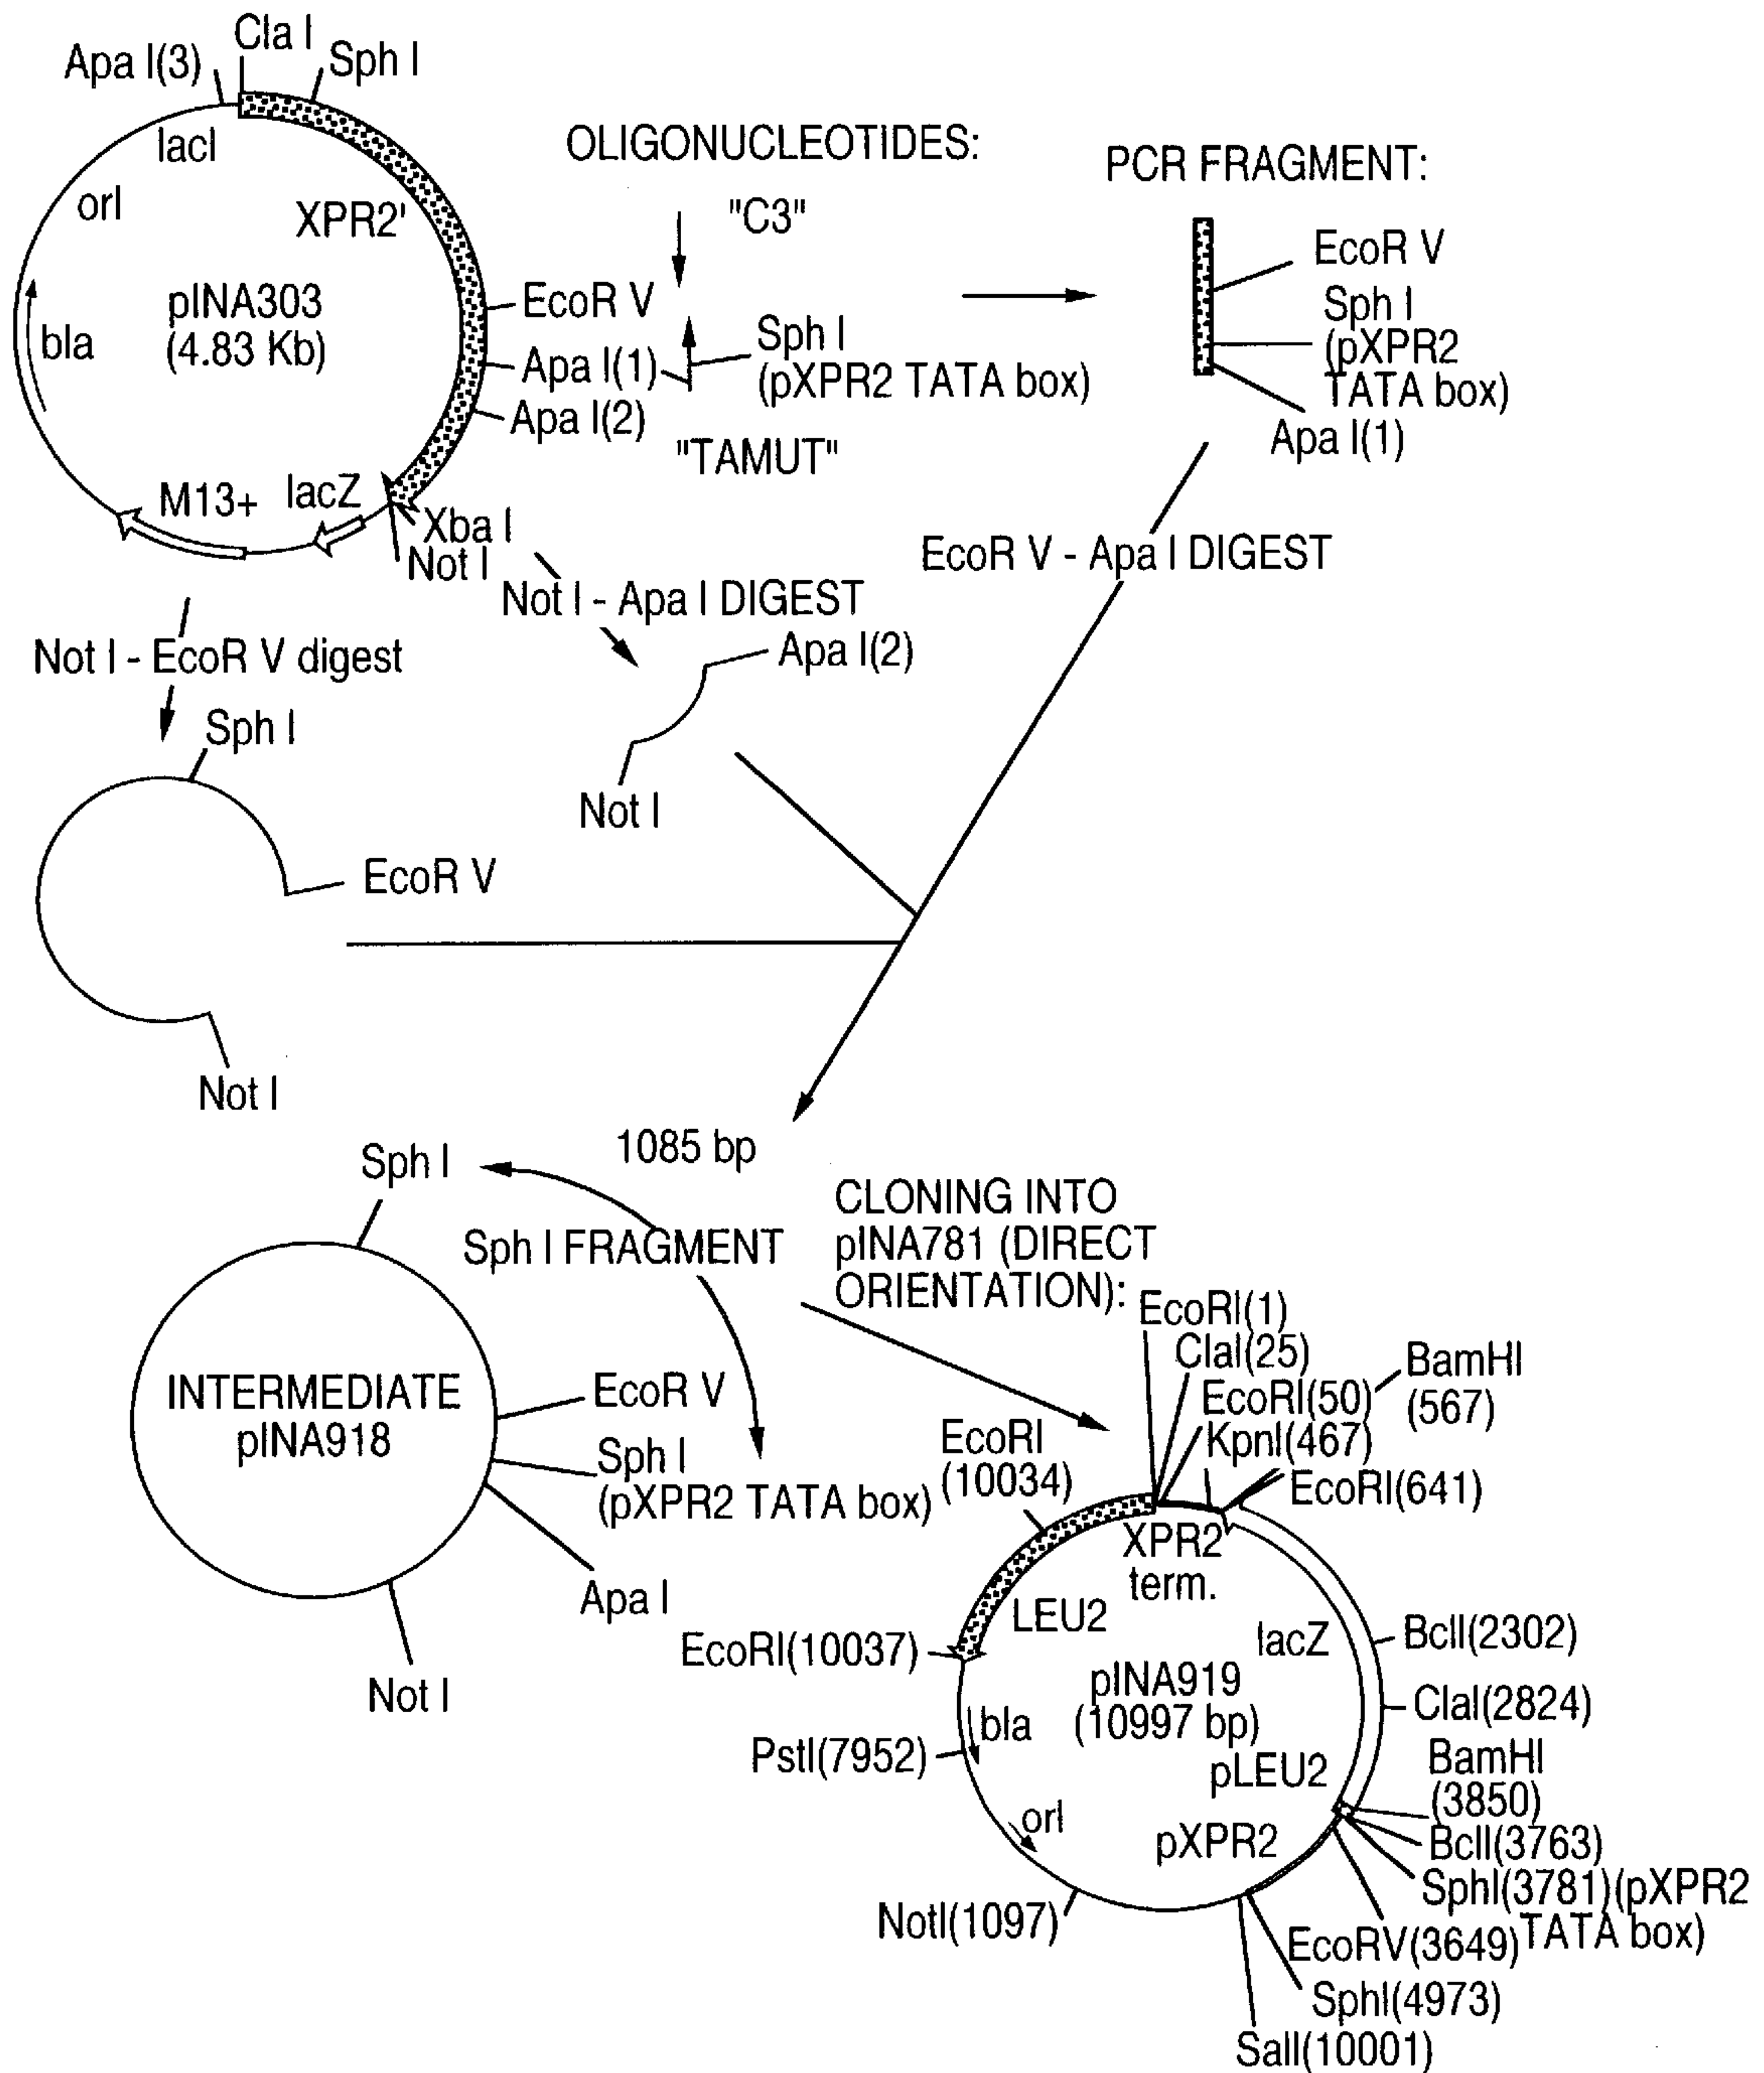 Cla I
Apa I(3)
Sph I
lacI
orI
XPR2'
pINA303
(4.83 Kb)
bla
EcoR V
Apa I(1)
Apa I(2)
M13+
lacZ
Xba I
Not I
OLIGONUCLEOTIDES:
"C3"
Sph I
(pXPR2 TATA box)
"TAMUT"
PCR FRAGMENT:
EcoR V
Sph I
(pXPR2
TATA box)
Apa I(1)
EcoR V - Apa I DIGEST
Not I - Apa I DIGEST
Apa I(2)
Not I
Not I - EcoR V digest
Sph I
EcoR V
Not I
1085 bp
Sph I
Sph I FRAGMENT
INTERMEDIATE
pINA918
EcoR V
Sph I
(pXPR2 TATA box)
Apa I
Not I
CLONING INTO
pINA781 (DIRECT
ORIENTATION):
EcoRI(1)
ClaI(25)
EcoRI(50)
BamHI
(567)
KpnI(467)
EcoRI
(10034)
EcoRI(641)
XPR2
term.
LEU2
lacZ
BclI(2302)
EcoRI(10037)
pINA919
(10997 bp)
ClaI(2824)
bla
PstI(7952)
pLEU2
BamHI
(3850)
orI
pXPR2
BclI(3763)
SphI(3781)(pXPR2
TATA box)
NotI(1097)
EcoRV(3649)
SphI(4973)
SalI(10001)